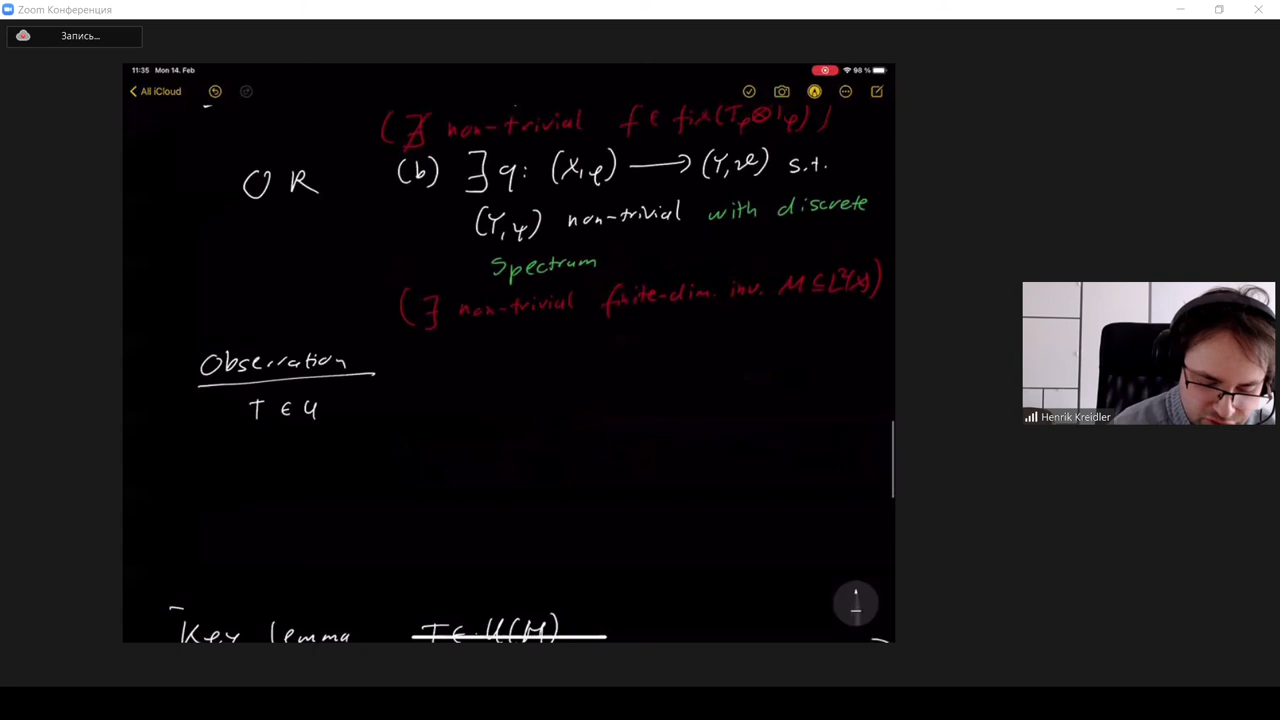 Zoom Конференция
Запись...
11:35 Mon 14. Feb
98 %
All iCloud
(∄ non-trivial f ∈ fix(Tφ⊗Tφ))
OR (b) ∃ q: (X,φ) → (Y,ψ) s.t.
(Y,ψ) non-trivial with discrete
spectrum
(∃ non-trivial finite-dim. inv. M ⊆ L²(X))
Observation
T ∈ U
Henrik Kreidler
Key lemma T ∈ U(H)